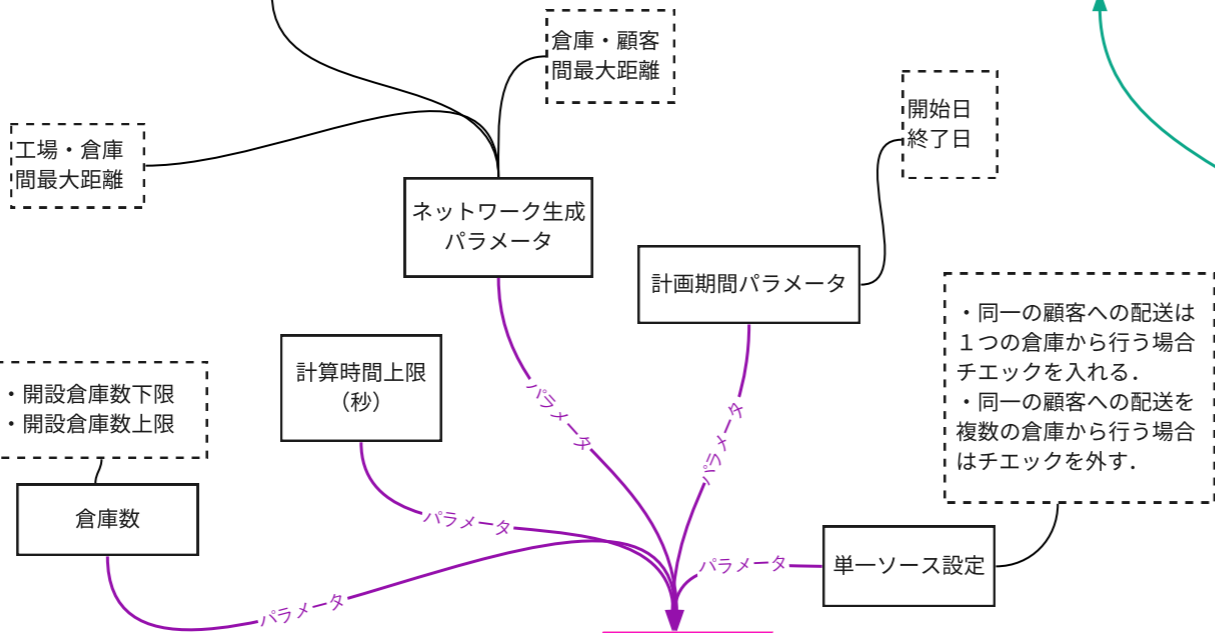 倉庫・顧客
間最大距離
開始日
終了日
工場・倉庫
間最大距離
ネットワーク生成
パラメータ
計画期間パラメータ
・同一の顧客への配送は
１つの倉庫から行う場合
チエックを入れる．
・同一の顧客への配送を
複数の倉庫から行う場合
はチエックを外す．
計算時間上限
（秒）
・開設倉庫数下限
・開設倉庫数上限
パラメータ
パラメータ
倉庫数
パラメータ
パラメータ
単一ソース設定
パラメータ